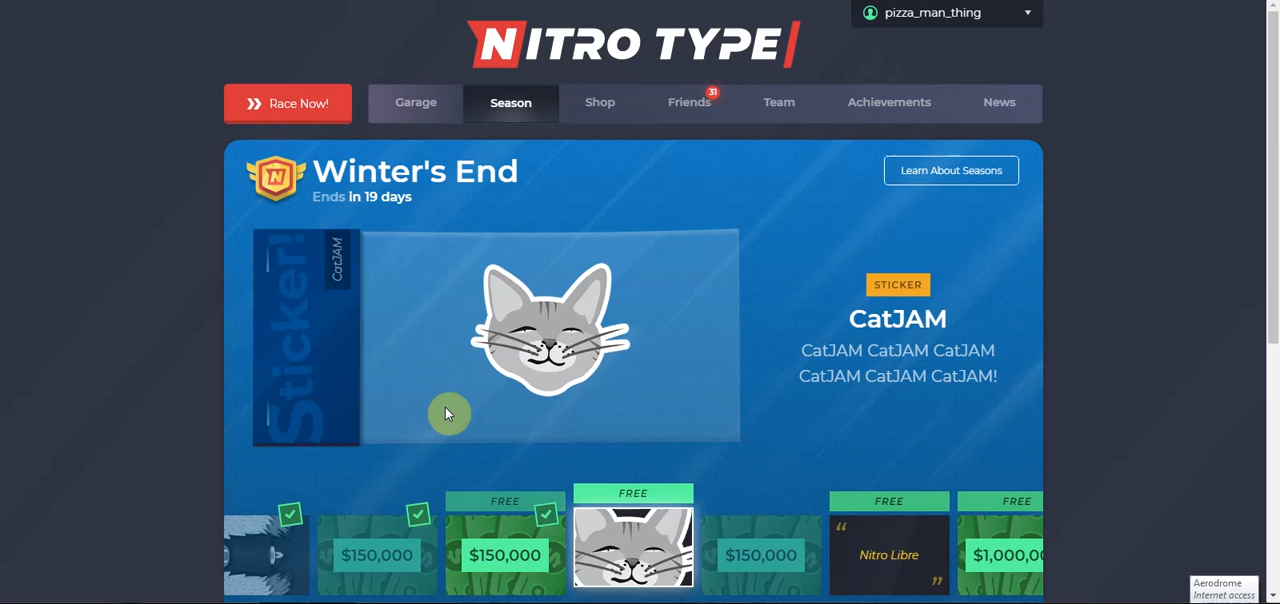 pizza_man_thing
NITRO TYPE
Race Now!
Garage
Season
Shop
Friends
31
Team
Achievements
News
N
Winter's End
Ends in 19 days
Learn About Seasons
Sticker!
CatJAM
STICKER
CatJAM
CatJAM CatJAM CatJAM
CatJAM CatJAM CatJAM!
FREE
FREE
FREE
FREE
$150,000
$150,000
$150,000
“ Nitro Libre ”
$1,000,00
Aerodrome
Internet access